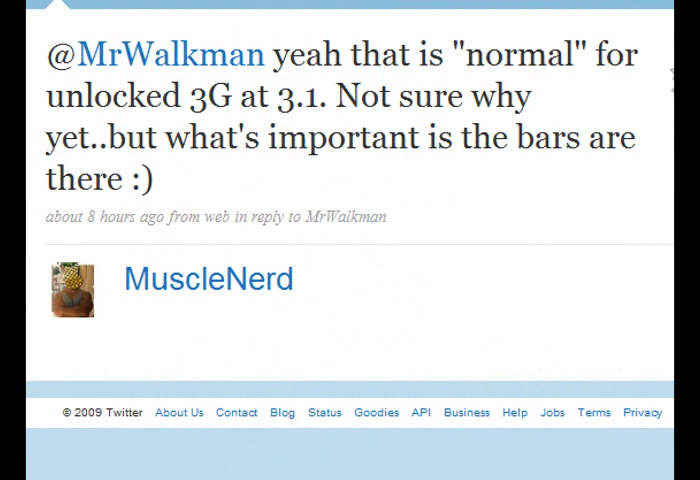 @MrWalkman yeah that is "normal" for
unlocked 3G at 3.1. Not sure why
yet..but what's important is the bars are
there :)
about 8 hours ago from web in reply to MrWalkman
MuscleNerd
© 2009 Twitter About Us Contact Blog Status Goodies API Business Help Jobs Terms Privacy